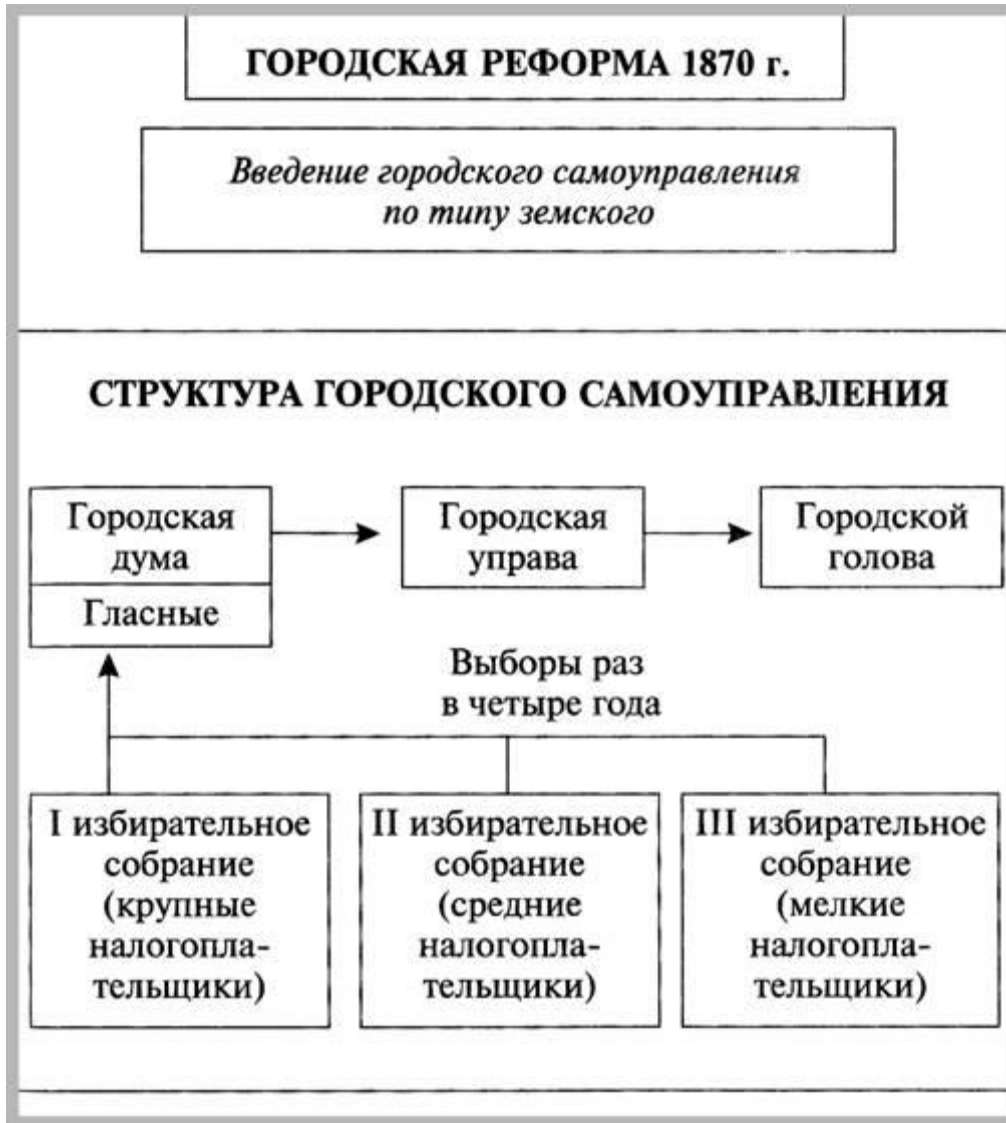 ГОРОДСКАЯ РЕФОРМА 1870 г.
Введение городского самоуправления
по типу земского
СТРУКТУРА ГОРОДСКОГО САМОУПРАВЛЕНИЯ
Городская
дума
Гласные
Городская
управа
Городской
голова
Выборы раз
в четыре года
I избирательное
собрание
(крупные
налогопла-
тельщики)
II избирательное
собрание
(средние
налогопла-
тельщики)
III избирательное
собрание
(мелкие
налогопла-
тельщики)